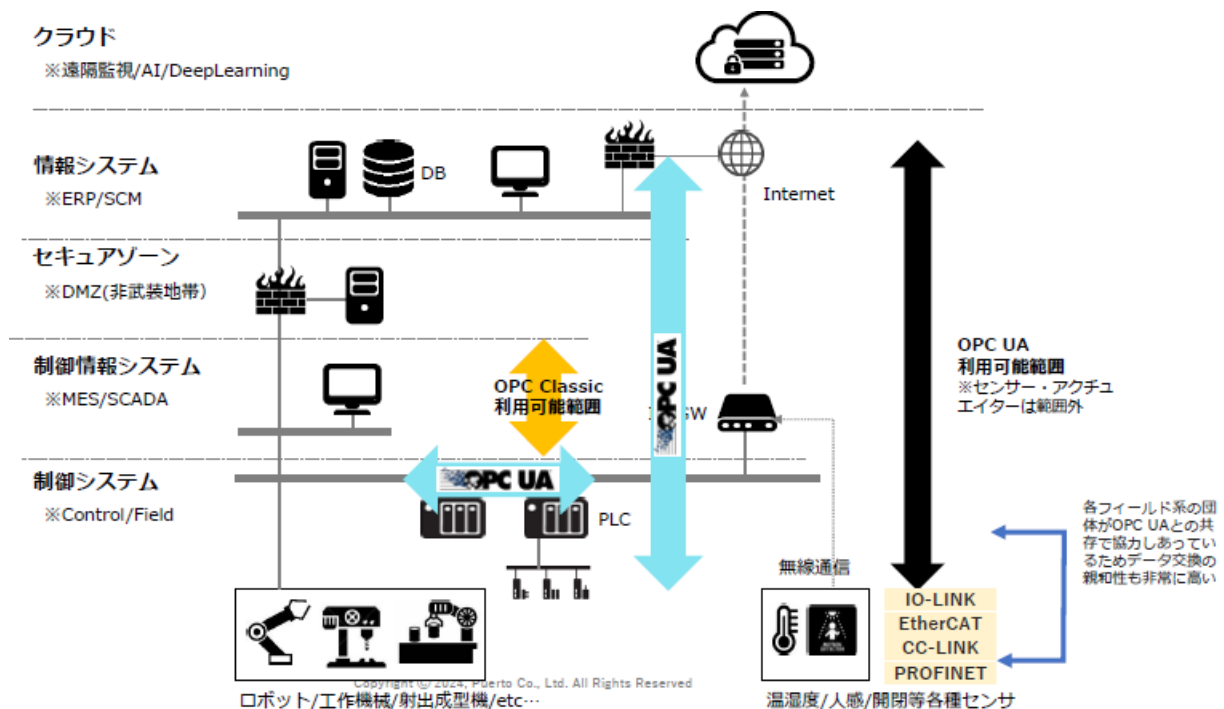 クラウド
※遠隔監視/AI/DeepLearning
情報システム
※ERP/SCM
DB
Internet
セキュアゾーン
※DMZ(非武装地帯)
制御情報システム
※MES/SCADA
OPC Classic
利用可能範囲
OPC UA
OPC UA
利用可能範囲
※センサー・アクチュ
エイターは範囲外
制御システム
※Control/Field
OPC UA
PLC
各フィールド系の団
体がOPC UAとの共
存で協力しあってい
るためデータ交換の
親和性も非常に高い
無線通信
IO-LINK
EtherCAT
CC-LINK
PROFINET
Copyright © 2024, Puerto Co., Ltd. All Rights Reserved
ロボット/工作機械/射出成型機/etc…
温湿度/人感/開閉等各種センサ